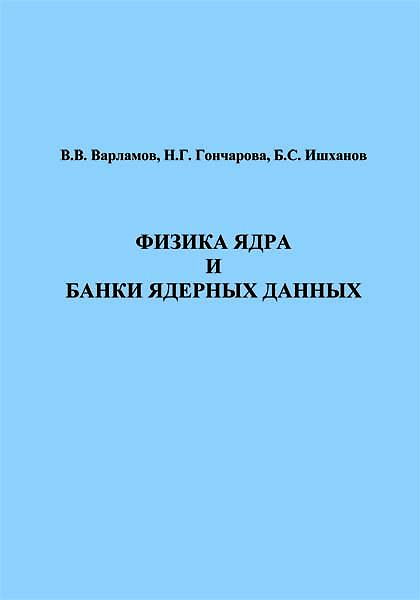 В.В. Варламов, Н.Г. Гончарова, Б.С. Ишханов
ФИЗИКА ЯДРА
И
БАНКИ ЯДЕРНЫХ ДАННЫХ